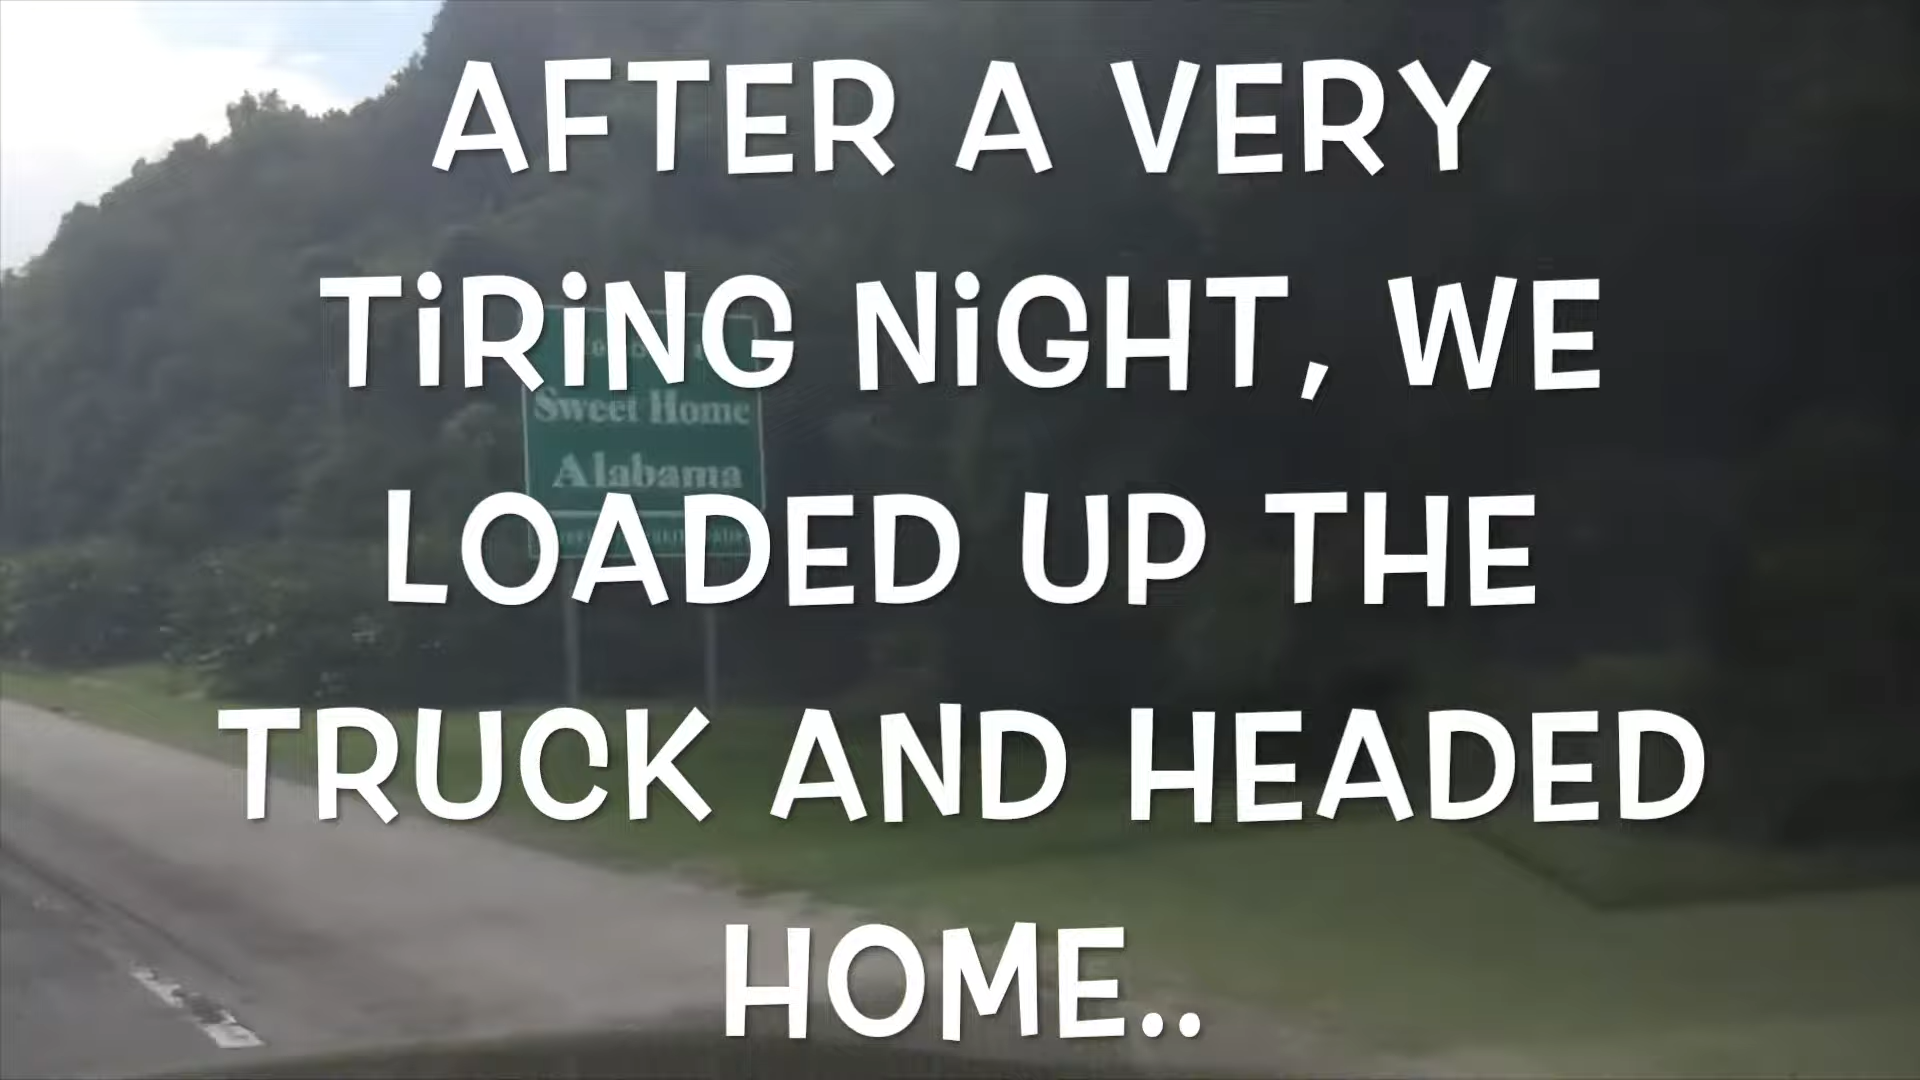 AFTER A VERY
TiRiNG NiGHT, WE
LOADED UP THE
TRUCK AND HEADED
HOME..
Sweet Home
Alabama